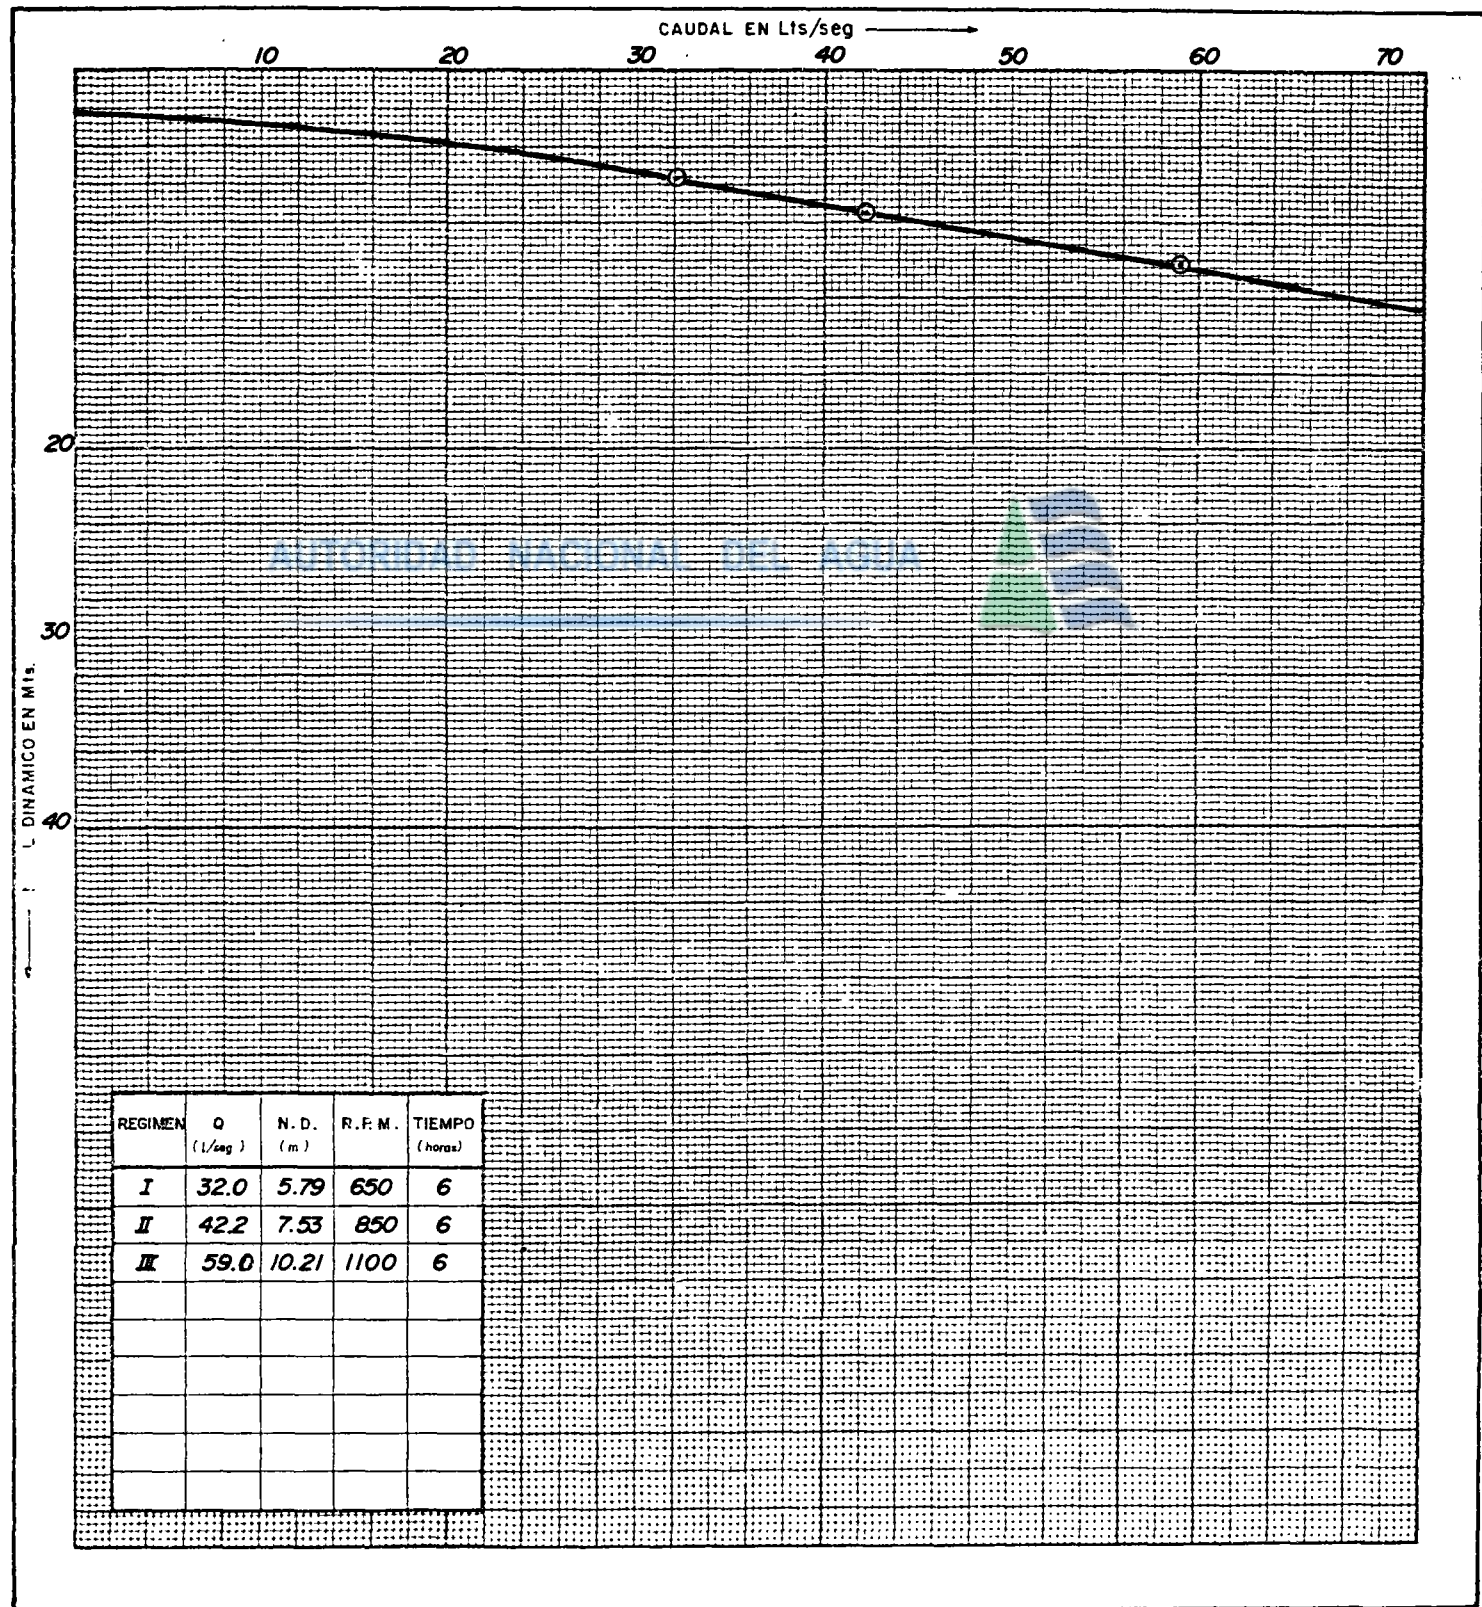 CAUDAL EN Lts/seg
10 20 30 40 50 60 70
20
30
40
L DINAMICO EN Mts.
AUTORIDAD NACIONAL DEL AGUA
REGIMEN Q N.D. R.P.M. TIEMPO
(l/seg) (m) (horas)
I 32.0 5.79 650 6
II 42.2 7.53 850 6
III 59.0 10.21 1100 6